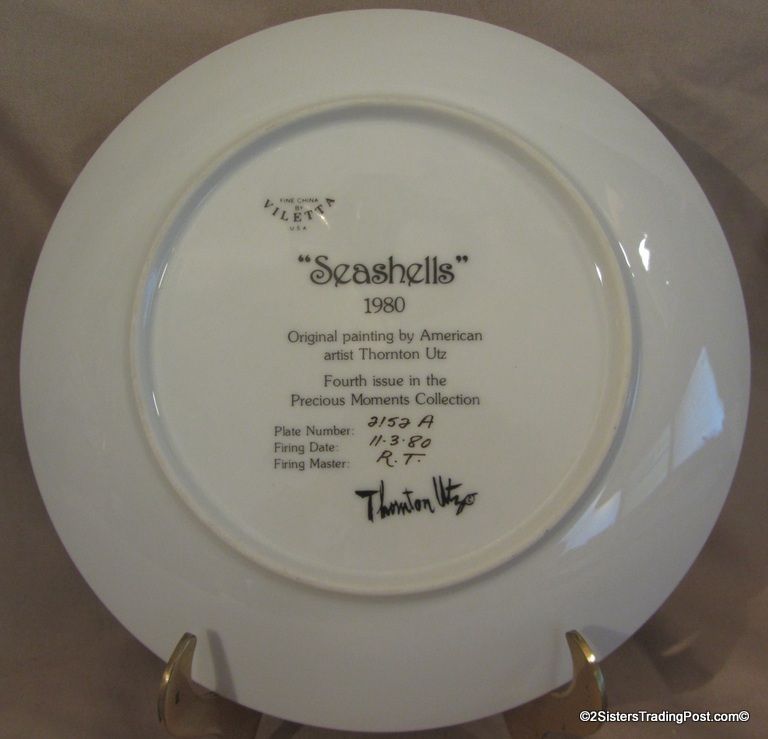 FINE CHINA
BY
VILETTA
U.S.A.
"Seashells"
1980
Original painting by American
artist Thornton Utz
Fourth issue in the
Precious Moments Collection
Plate Number: 2152 A
Firing Date: 11-3-80
Firing Master: R.T.
Thornton Utz©
©2SistersTradingPost.com©